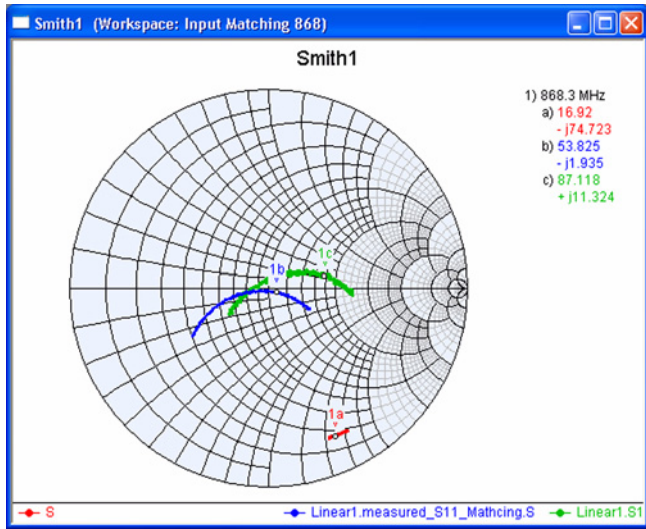 Smith1 (Workspace: Input Matching 868)
Smith1
1) 868.3 MHz
a) 16.92
- j74.723
b) 53.825
- j1.935
c) 87.118
+ j11.324
1c
1b
1a
S
Linear1.measured_S11_Mathcing.S
Linear1.S1